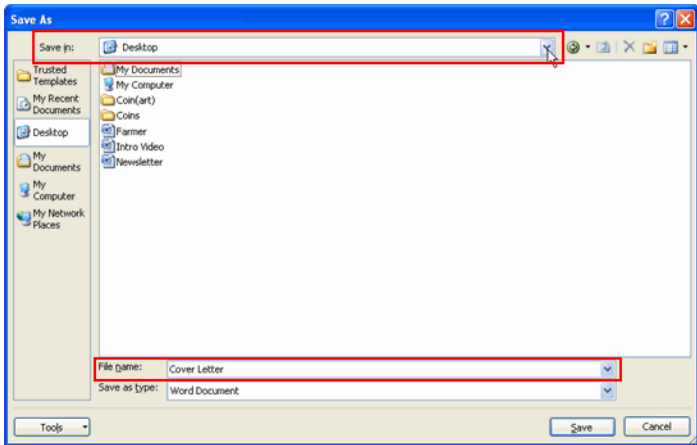 Save As
Save in:
Desktop
Trusted
Templates
My Recent
Documents
Desktop
My
Documents
My
Computer
My Network
Places
My Documents
My Computer
Coin(art)
Coins
Farmer
Intro Video
Newsletter
File name:
Cover Letter
Save as type:
Word Document
Tools
Save
Cancel